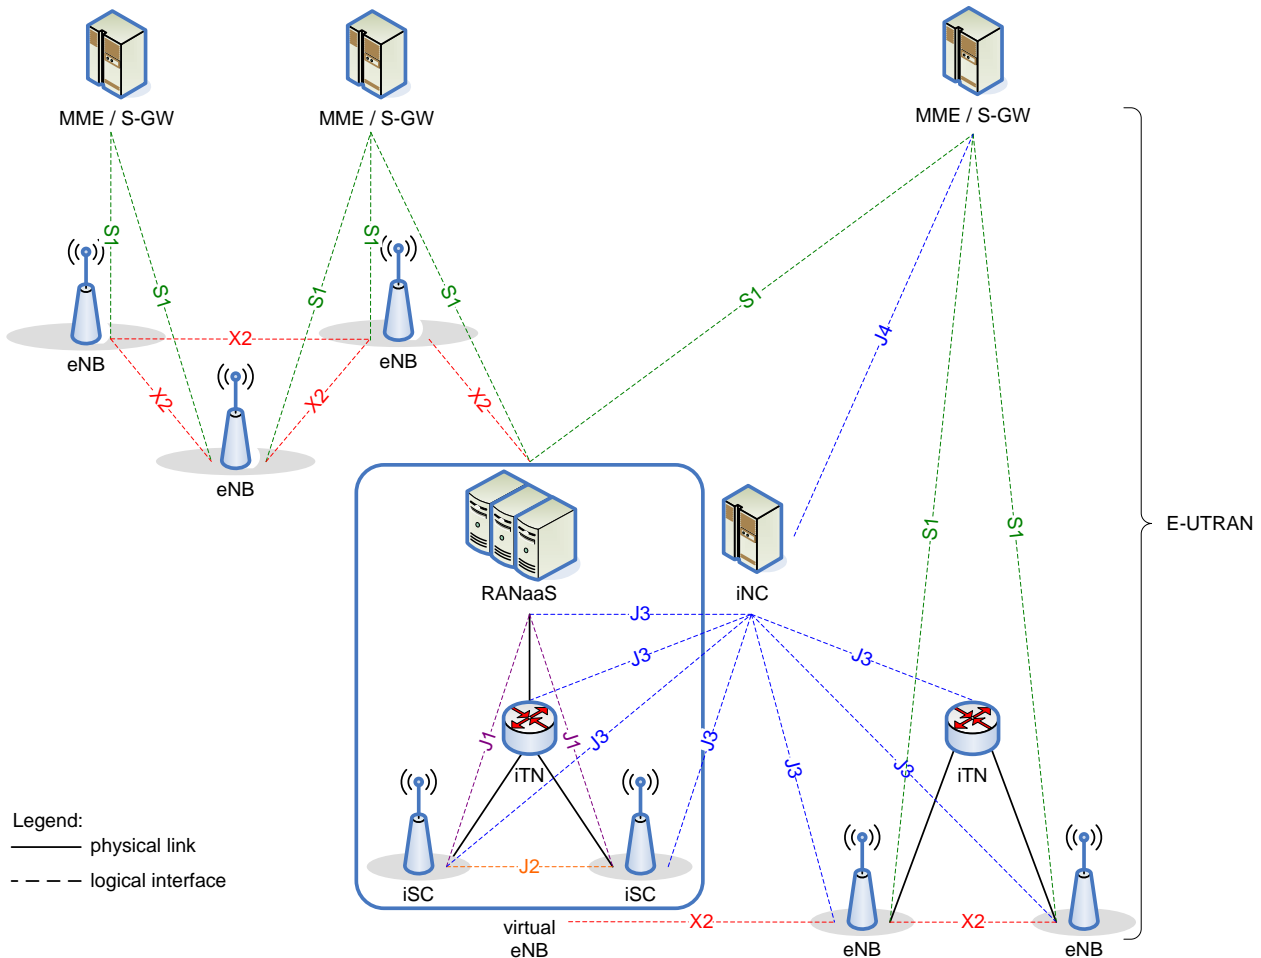 MME / S-GW
MME / S-GW
MME / S-GW
S1
S1
S1
S1
S1
S1
J4
X2
eNB
eNB
X2
X2
X2
eNB
S1
S1
E-UTRAN
RANaaS
iNC
J3
J3
J3
J1
J1
J3
J3
J3
J3
iTN
iTN
Legend:
physical link
logical interface
J2
iSC
iSC
virtual
eNB
X2
X2
eNB
eNB